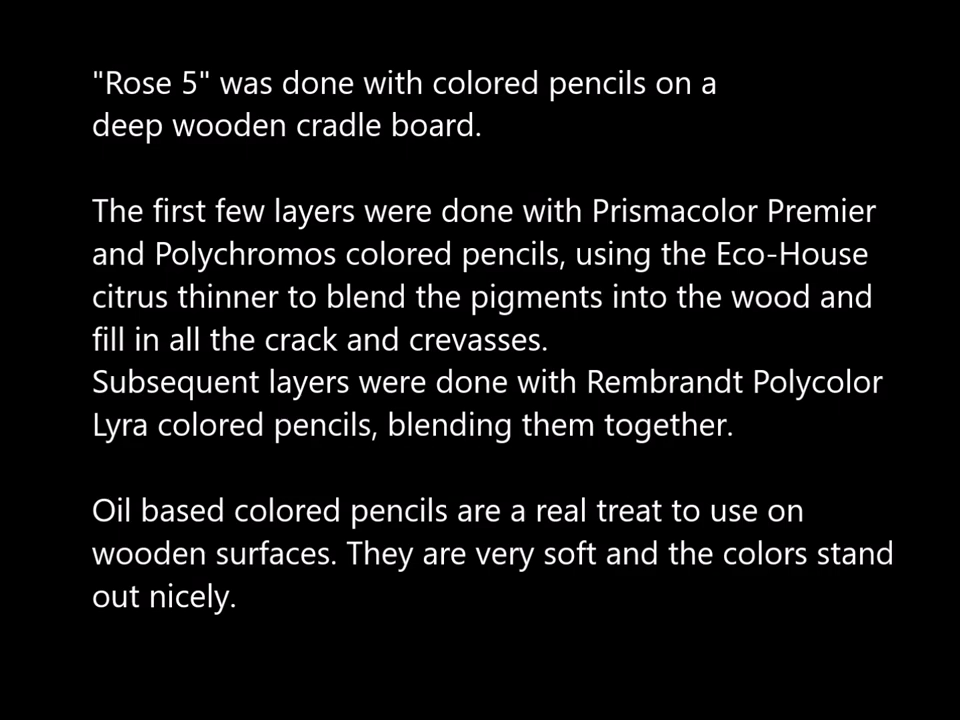 "Rose 5" was done with colored pencils on a
deep wooden cradle board.
The first few layers were done with Prismacolor Premier
and Polychromos colored pencils, using the Eco-House
citrus thinner to blend the pigments into the wood and
fill in all the crack and crevasses.
Subsequent layers were done with Rembrandt Polycolor
Lyra colored pencils, blending them together.
Oil based colored pencils are a real treat to use on
wooden surfaces. They are very soft and the colors stand
out nicely.